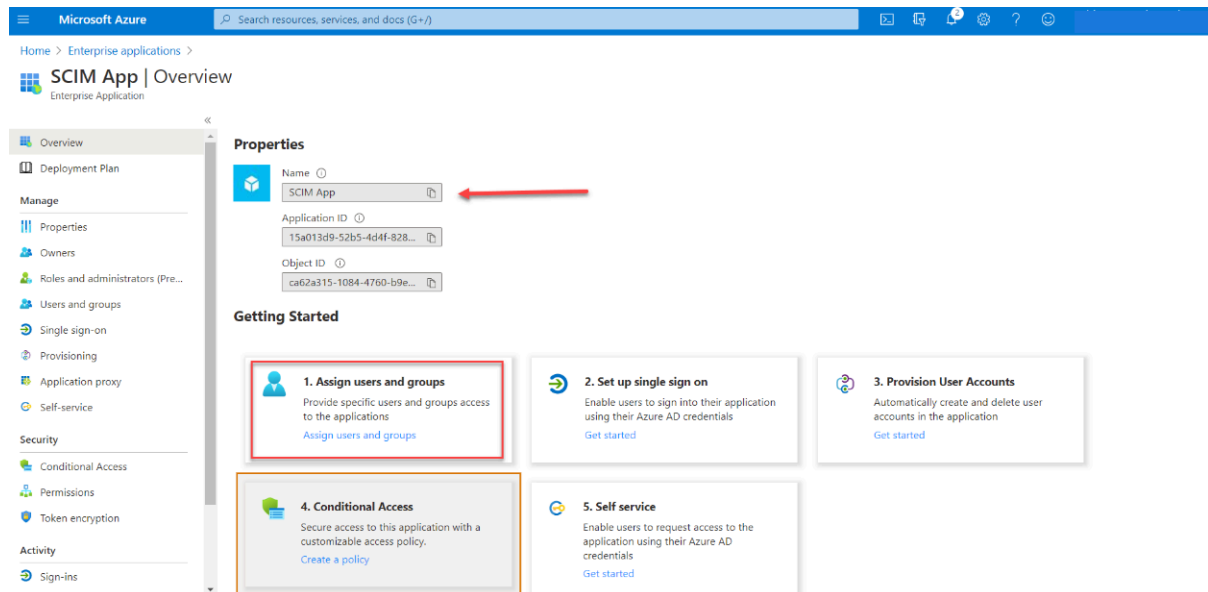 Microsoft Azure
Search resources, services, and docs (G+/)
2
Home > Enterprise applications >
SCIM App | Overview
Enterprise Application
«
Overview
Deployment Plan
Manage
Properties
Owners
Roles and administrators (Pre...
Users and groups
Single sign-on
Provisioning
Application proxy
Self-service
Security
Conditional Access
Permissions
Token encryption
Activity
Sign-ins
Properties
Name
SCIM App
Application ID
15a013d9-52b5-4d4f-828...
Object ID
ca62a315-1084-4760-b9e...
Getting Started
1. Assign users and groups
Provide specific users and groups access
to the applications
Assign users and groups
2. Set up single sign on
Enable users to sign into their application
using their Azure AD credentials
Get started
3. Provision User Accounts
Automatically create and delete user
accounts in the application
Get started
4. Conditional Access
Secure access to this application with a
customizable access policy.
Create a policy
5. Self service
Enable users to request access to the
application using their Azure AD
credentials
Get started